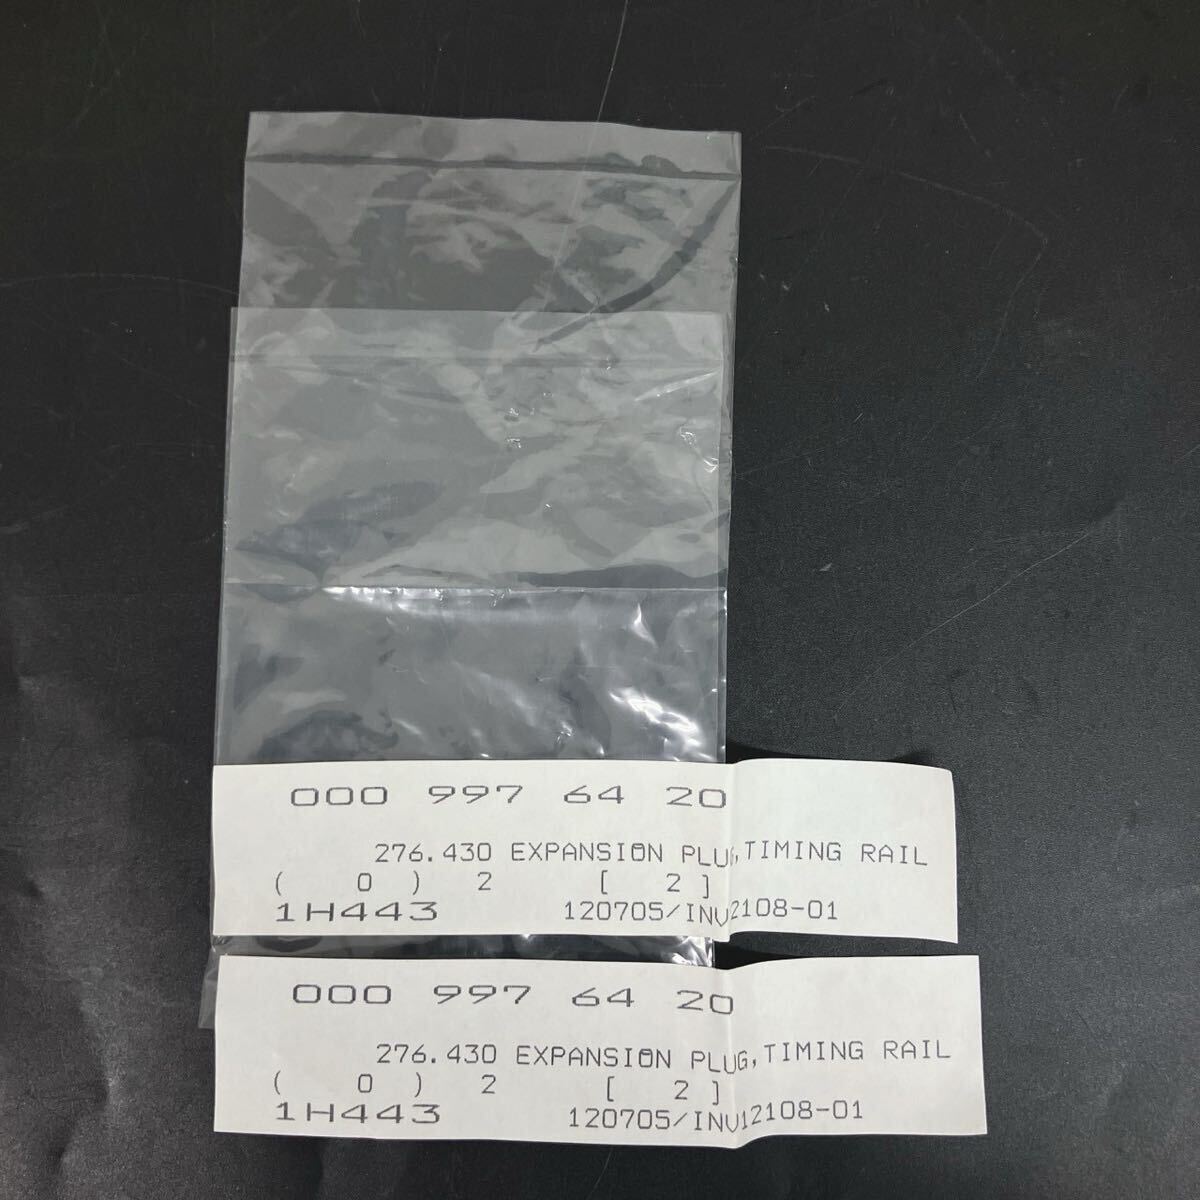 000 997 64 20
276.430 EXPANSION PLUG,TIMING RAIL
( 0 ) 2 [ 2 ]
1H443 120705/INV12108-01
000 997 64 20
276.430 EXPANSION PLUG,TIMING RAIL
( 0 ) 2 [ 2 ]
1H443 120705/INV12108-01